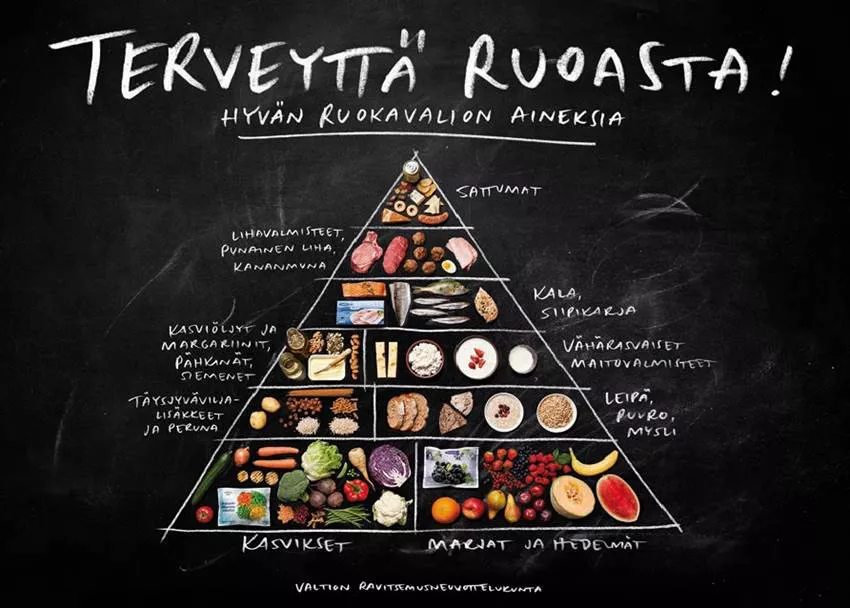 TERVEYTTÄ RUOASTA!
HYVÄN RUOKAVALION AINEKSIA
SATTUMAT
LIHAVALMISTEET,
PUNAINEN LIHA,
KANANMUNA
KALA,
SIIPIKARJA
KASVIÖLJYT JA
MARGARIINIT,
PÄHKINÄT,
SIEMENET
VÄHÄRASVAISET
MAITOVALMISTEET
TÄYSJYVÄVILJA-
LISÄKKEET
JA PERUNA
LEIPÄ,
PUURO,
MYSLI
KASVIKSET
MARJAT JA HEDELMÄT
VALTION RAVITSEMUSNEUVOTTELUKUNTA